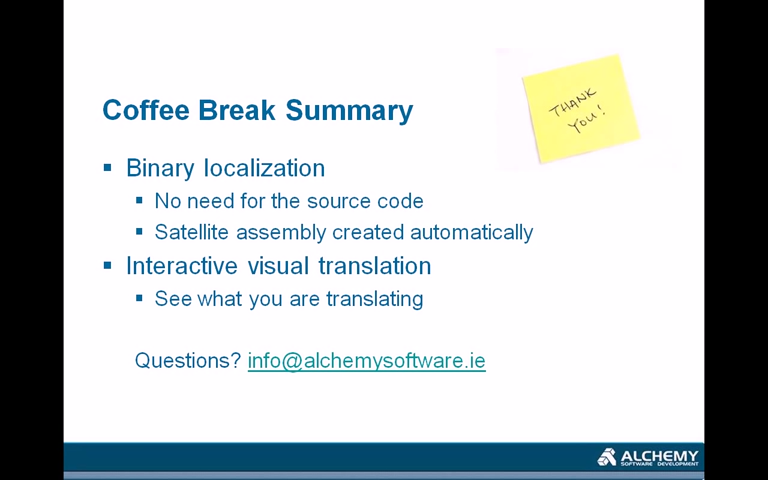 THANK
YOU!
Coffee Break Summary
Binary localization
No need for the source code
Satellite assembly created automatically
Interactive visual translation
See what you are translating
Questions? info@alchemysoftware.ie
ALCHEMY
SOFTWARE DEVELOPMENT